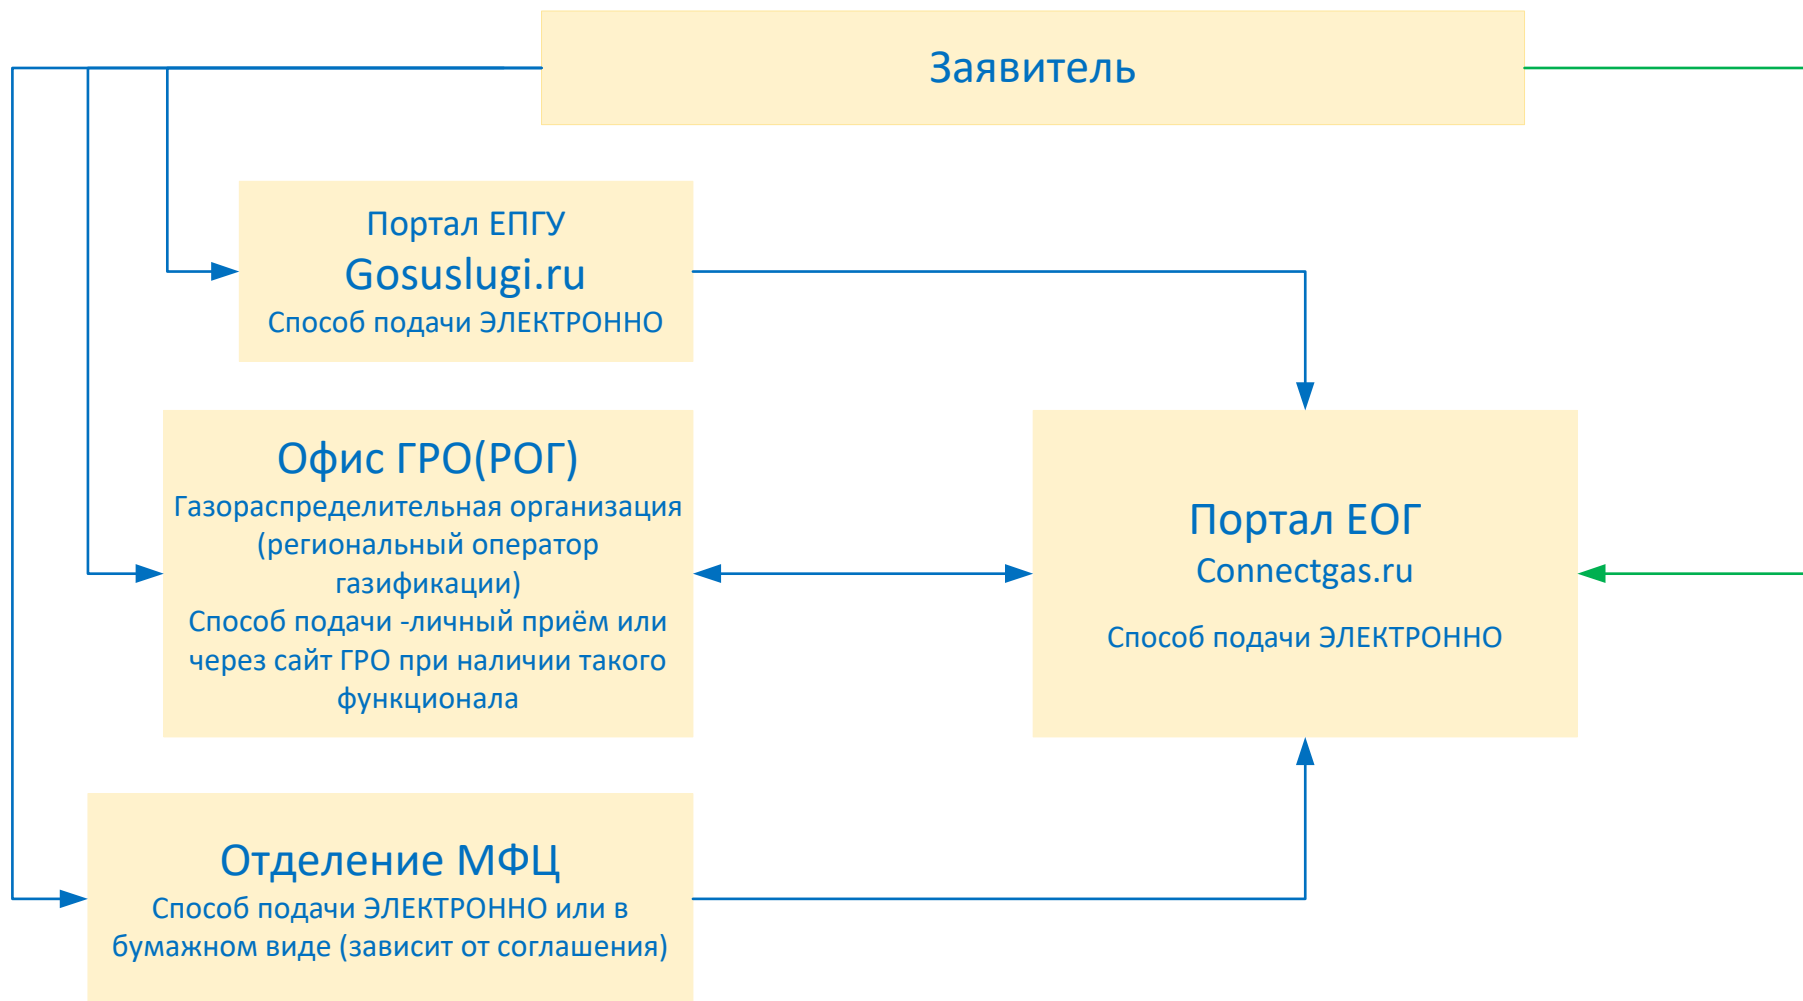 Заявитель
Портал ЕПГУ
Gosuslugi.ru
Способ подачи ЭЛЕКТРОННО
Офис ГРО(РОГ)
Газораспределительная организация
(региональный оператор
газификации)
Способ подачи -личный приём или
через сайт ГРО при наличии такого
функционала
Портал ЕОГ
Connectgas.ru
Способ подачи ЭЛЕКТРОННО
Отделение МФЦ
Способ подачи ЭЛЕКТРОННО или в
бумажном виде (зависит от соглашения)